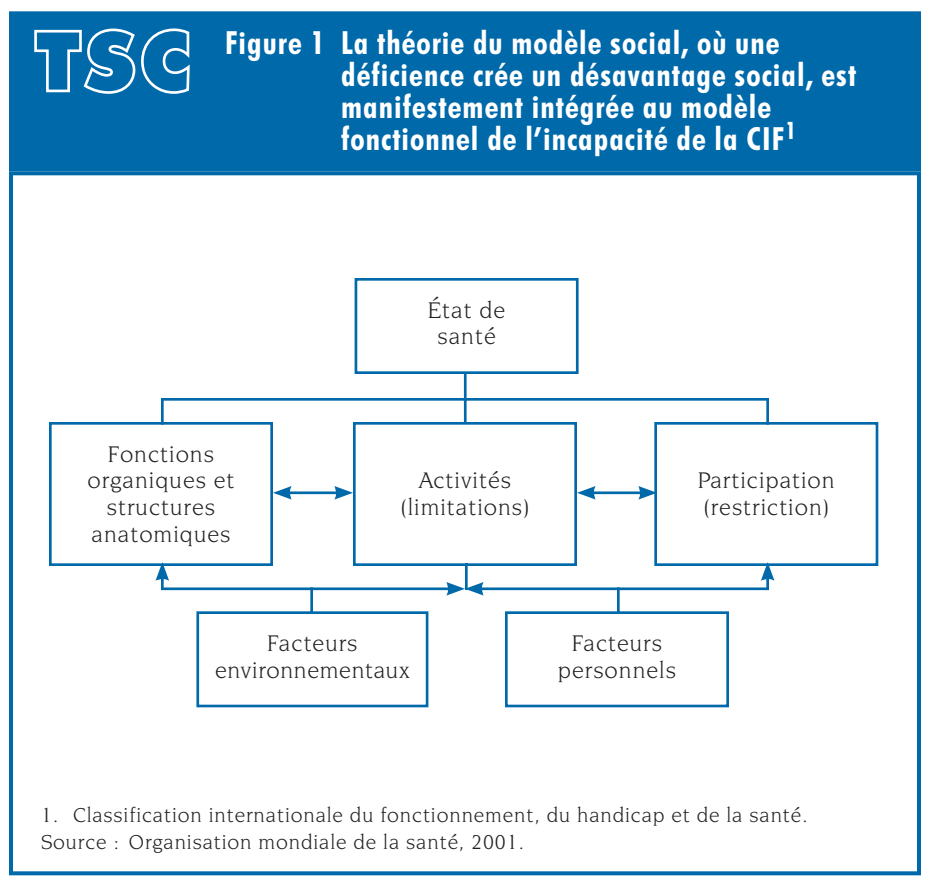 TSC
Figure 1 La théorie du modèle social, où une
déficience crée un désavantage social, est
manifestement intégrée au modèle
fonctionnel de l'incapacité de la CIF1
État de
santé
Fonctions
organiques et
structures
anatomiques
Activités
(limitations)
Participation
(restriction)
Facteurs
environnementaux
Facteurs
personnels
1. Classification internationale du fonctionnement, du handicap et de la santé.
Source : Organisation mondiale de la santé, 2001.